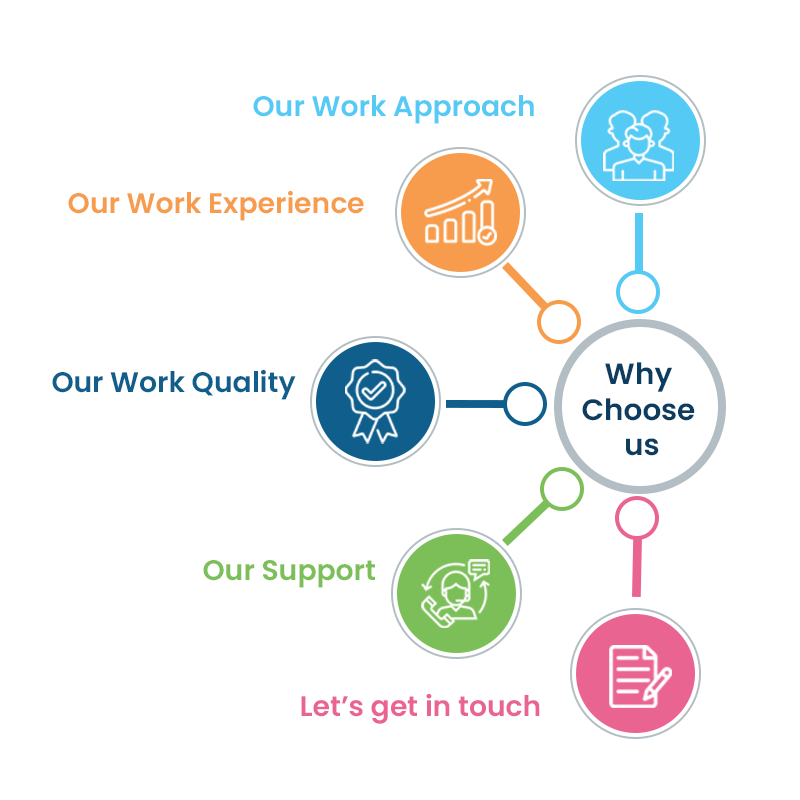 Our Work Approach
Our Work Experience
Our Work Quality
Why
Choose
us
Our Support
Let’s get in touch